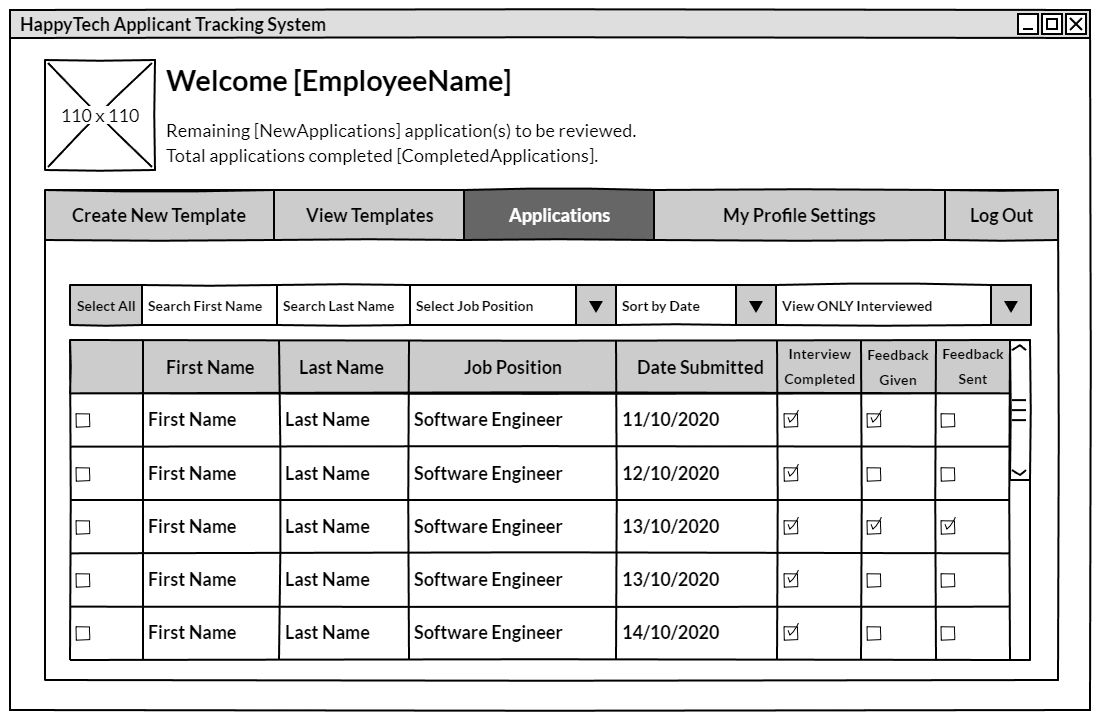 HappyTech Applicant Tracking System
110 x 110
Welcome [EmployeeName]
Remaining [NewApplications] application(s) to be reviewed.
Total applications completed [CompletedApplications].
Create New Template View Templates Applications My Profile Settings Log Out
Select All Search First Name Search Last Name Select Job Position Sort by Date View ONLY Interviewed
First Name Last Name Job Position Date Submitted Interview Completed Feedback Given Feedback Sent
First Name Last Name Software Engineer 11/10/2020
First Name Last Name Software Engineer 12/10/2020
First Name Last Name Software Engineer 13/10/2020
First Name Last Name Software Engineer 13/10/2020
First Name Last Name Software Engineer 14/10/2020